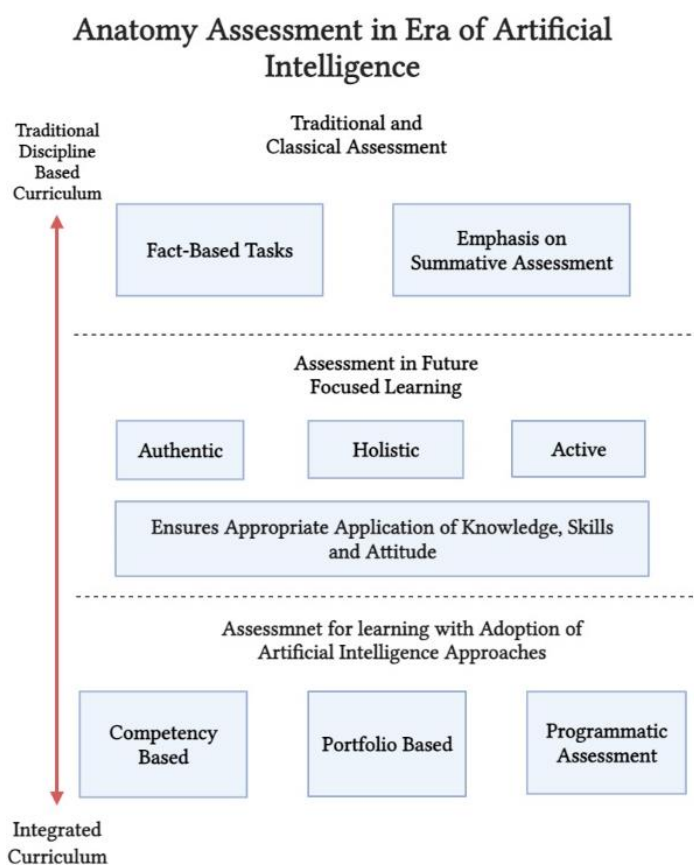 Anatomy Assessment in Era of Artificial
Intelligence
Traditional
Discipline
Based
Curriculum
Traditional and
Classical Assessment
Fact-Based Tasks
Emphasis on
Summative Assessment
Assessment in Future
Focused Learning
Authentic
Holistic
Active
Ensures Appropriate Application of Knowledge, Skills
and Attitude
Assessmnet for learning with Adoption of
Artificial Intelligence Approaches
Competency
Based
Portfolio Based
Programmatic
Assessment
Integrated
Curriculum